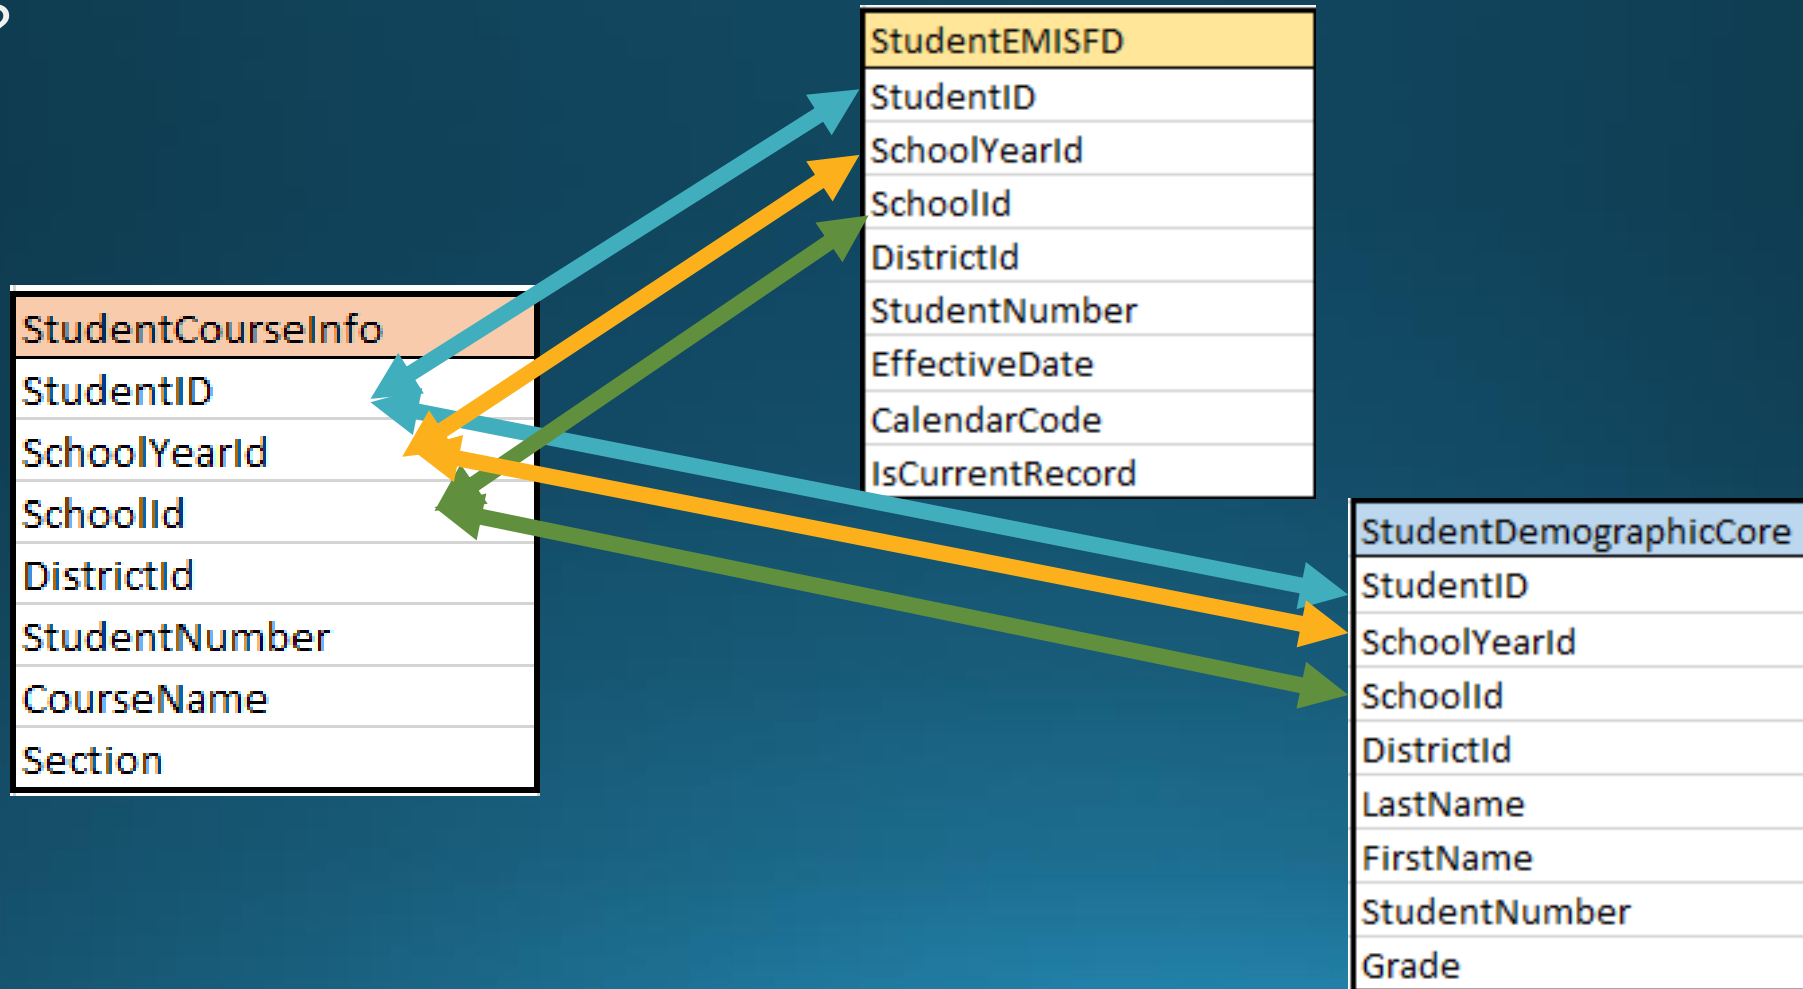 ?
StudentEMISFD
StudentID
SchoolYearId
SchoolId
DistrictId
StudentNumber
EffectiveDate
CalendarCode
IsCurrentRecord
StudentCourseInfo
StudentID
SchoolYearId
SchoolId
DistrictId
StudentNumber
CourseName
Section
StudentDemographicCore
StudentID
SchoolYearId
SchoolId
DistrictId
LastName
FirstName
StudentNumber
Grade